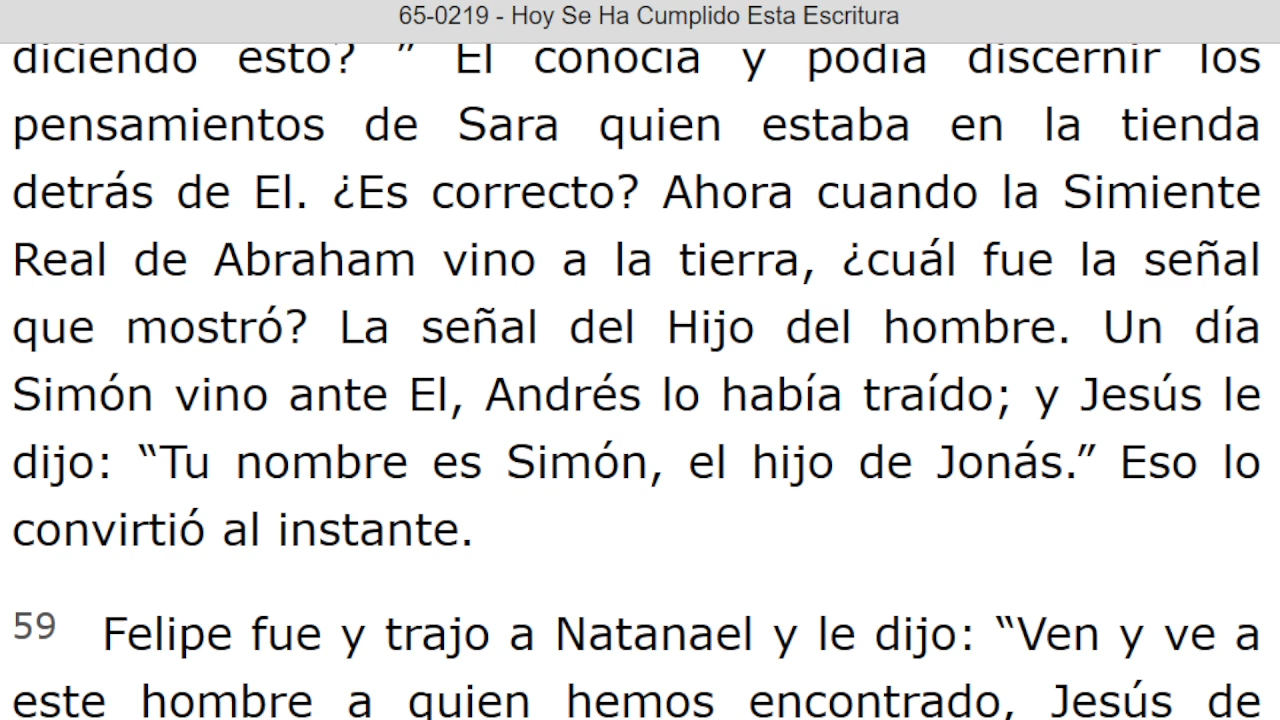 65-0219 - Hoy Se Ha Cumplido Esta Escritura
diciendo esto? ” El conocía y podía discernir los
pensamientos de Sara quien estaba en la tienda
detrás de El. ¿Es correcto? Ahora cuando la Simiente
Real de Abraham vino a la tierra, ¿cuál fue la señal
que mostró? La señal del Hijo del hombre. Un día
Simón vino ante El, Andrés lo había traído; y Jesús le
dijo: “Tu nombre es Simón, el hijo de Jonás.” Eso lo
convirtió al instante.
59 Felipe fue y trajo a Natanael y le dijo: “Ven y ve a
este hombre a quien hemos encontrado, Jesús de